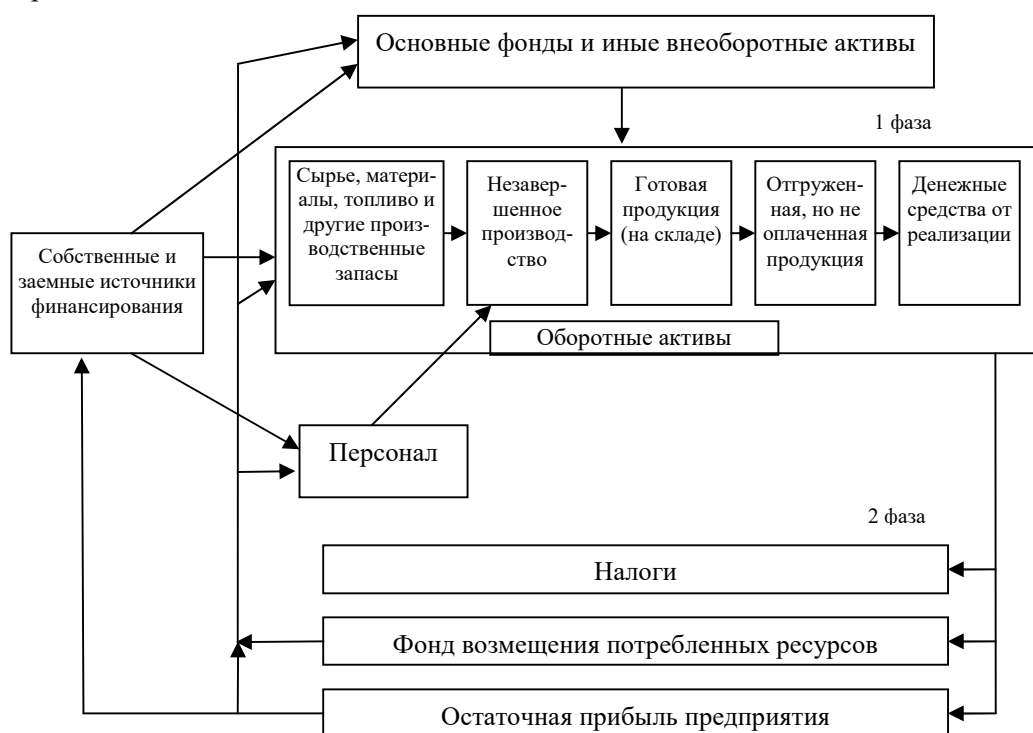 Основные фонды и иные внеоборотные активы
1 фаза
Сырье, матери-
алы, топливо и
другие произ-
водственные
запасы
Незавер-
шенное
производ-
ство
Готовая
продукция
(на складе)
Отгружен-
ная, но не
оплаченная
продукция
Денежные
средства от
реализации
Собственные и
заемные источники
финансирования
Оборотные активы
Персонал
2 фаза
Налоги
Фонд возмещения потребленных ресурсов
Остаточная прибыль предприятия